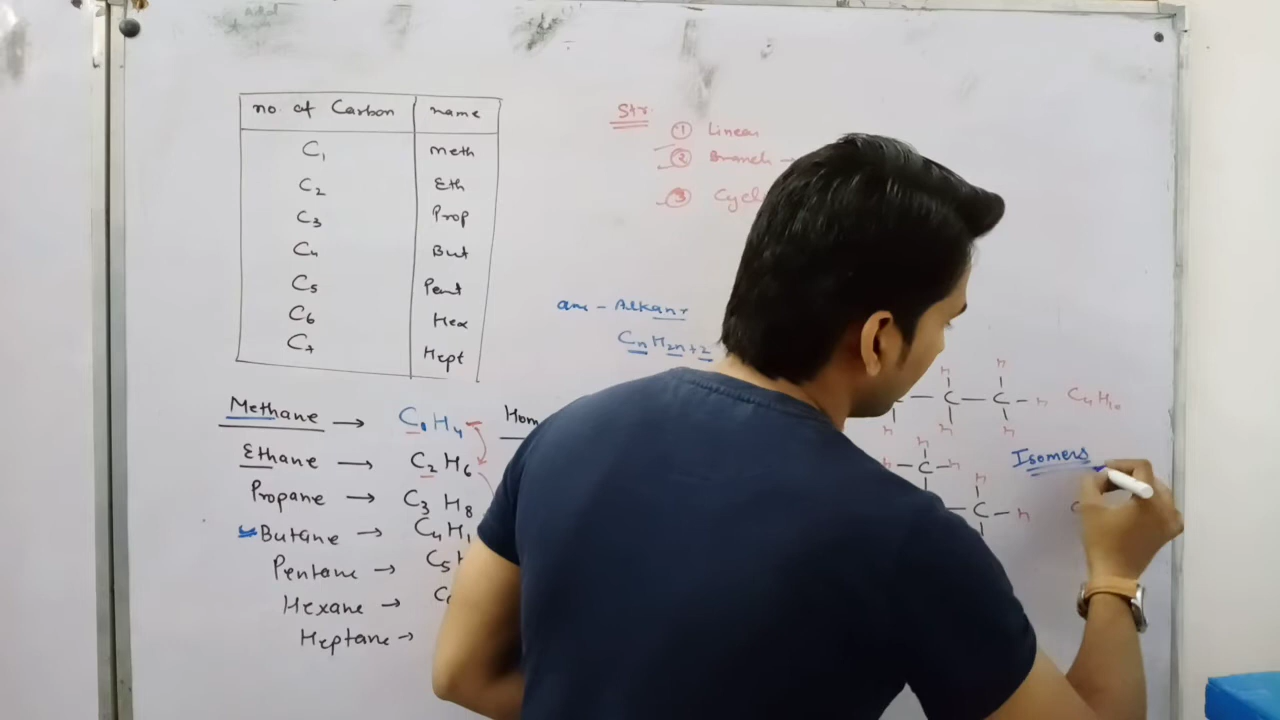 no. of Carbon name
C1 Meth
C2 Eth
C3 Prop
C4 But
C5 Pent
C6 Hex
C7 Hept
Str.
① Linear
② Branch →
③
ane - Alkane
CnH2n+2
Methane → C1H4
Ethane → C2H6
Propane → C3H8
Butane →
Pentane →
Hexane →
Heptane →
H H
C - C - H C4H10
H H H
H
H - C - H
Isomers
H
C - H